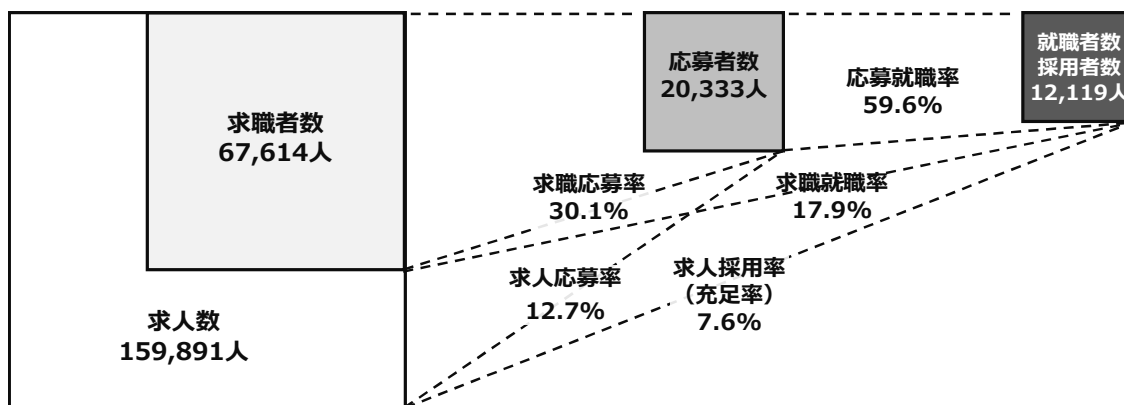 求職者数
67,614人
求人数
159,891人
応募者数
20,333人
応募就職率
59.6%
就職者数
採用者数
12,119人
求職応募率
30.1%
求職就職率
17.9%
求人応募率
12.7%
求人採用率
（充足率）
7.6%